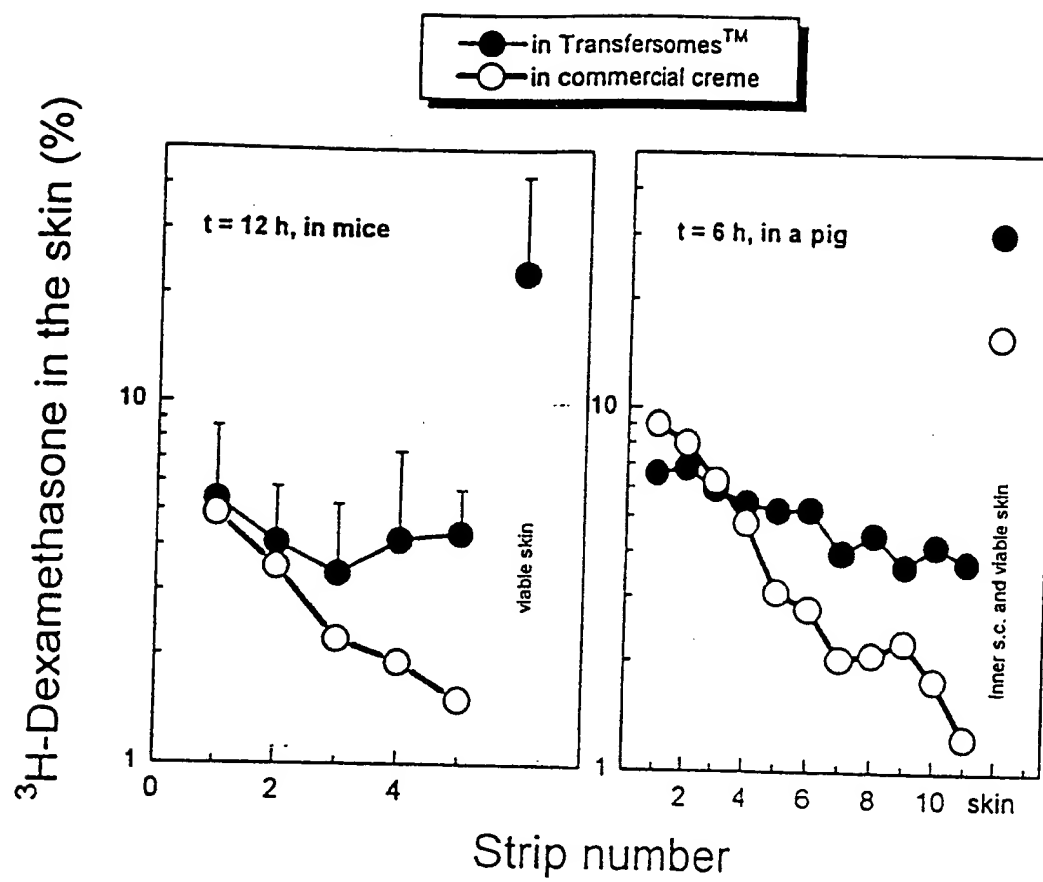 in Transfersomes™
in commercial creme
³H-Dexamethasone in the skin (%)
t = 12 h, in mice
viable skin
10
1
0 2 4
t = 6 h, in a pig
Inner s.c. and viable skin
10
1
2 4 6 8 10 skin
Strip number